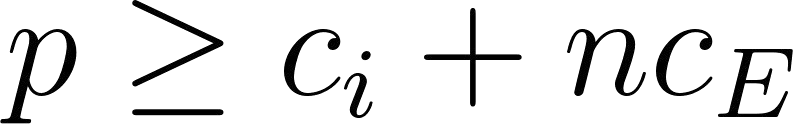 p ≥ c_i + nc_E